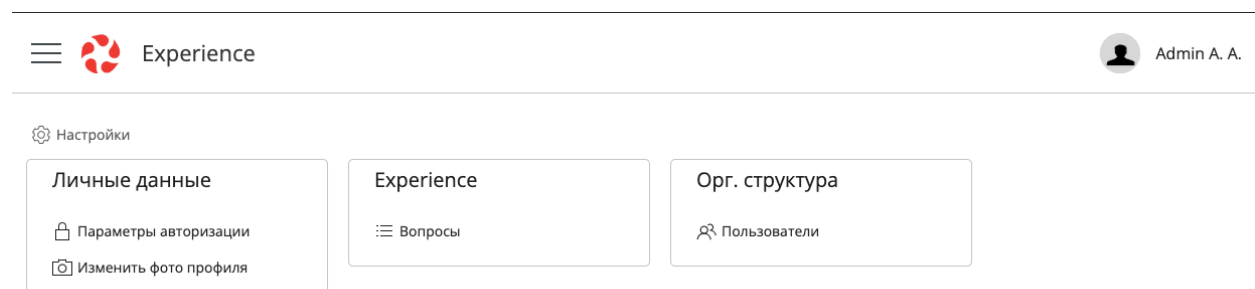 Experience
Admin A. A.
Настройки
Личные данные
Параметры авторизации
Изменить фото профиля
Experience
Вопросы
Орг. структура
Пользователи